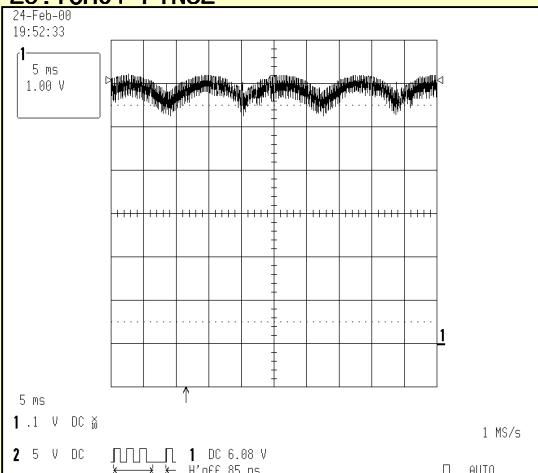 24-Feb-00
19:52:33
1
5 ms
1.00 V
1
5 ms
1 .1 V DC
1 MS/s
2 5 V DC
1 DC 6.08 V
AUTO